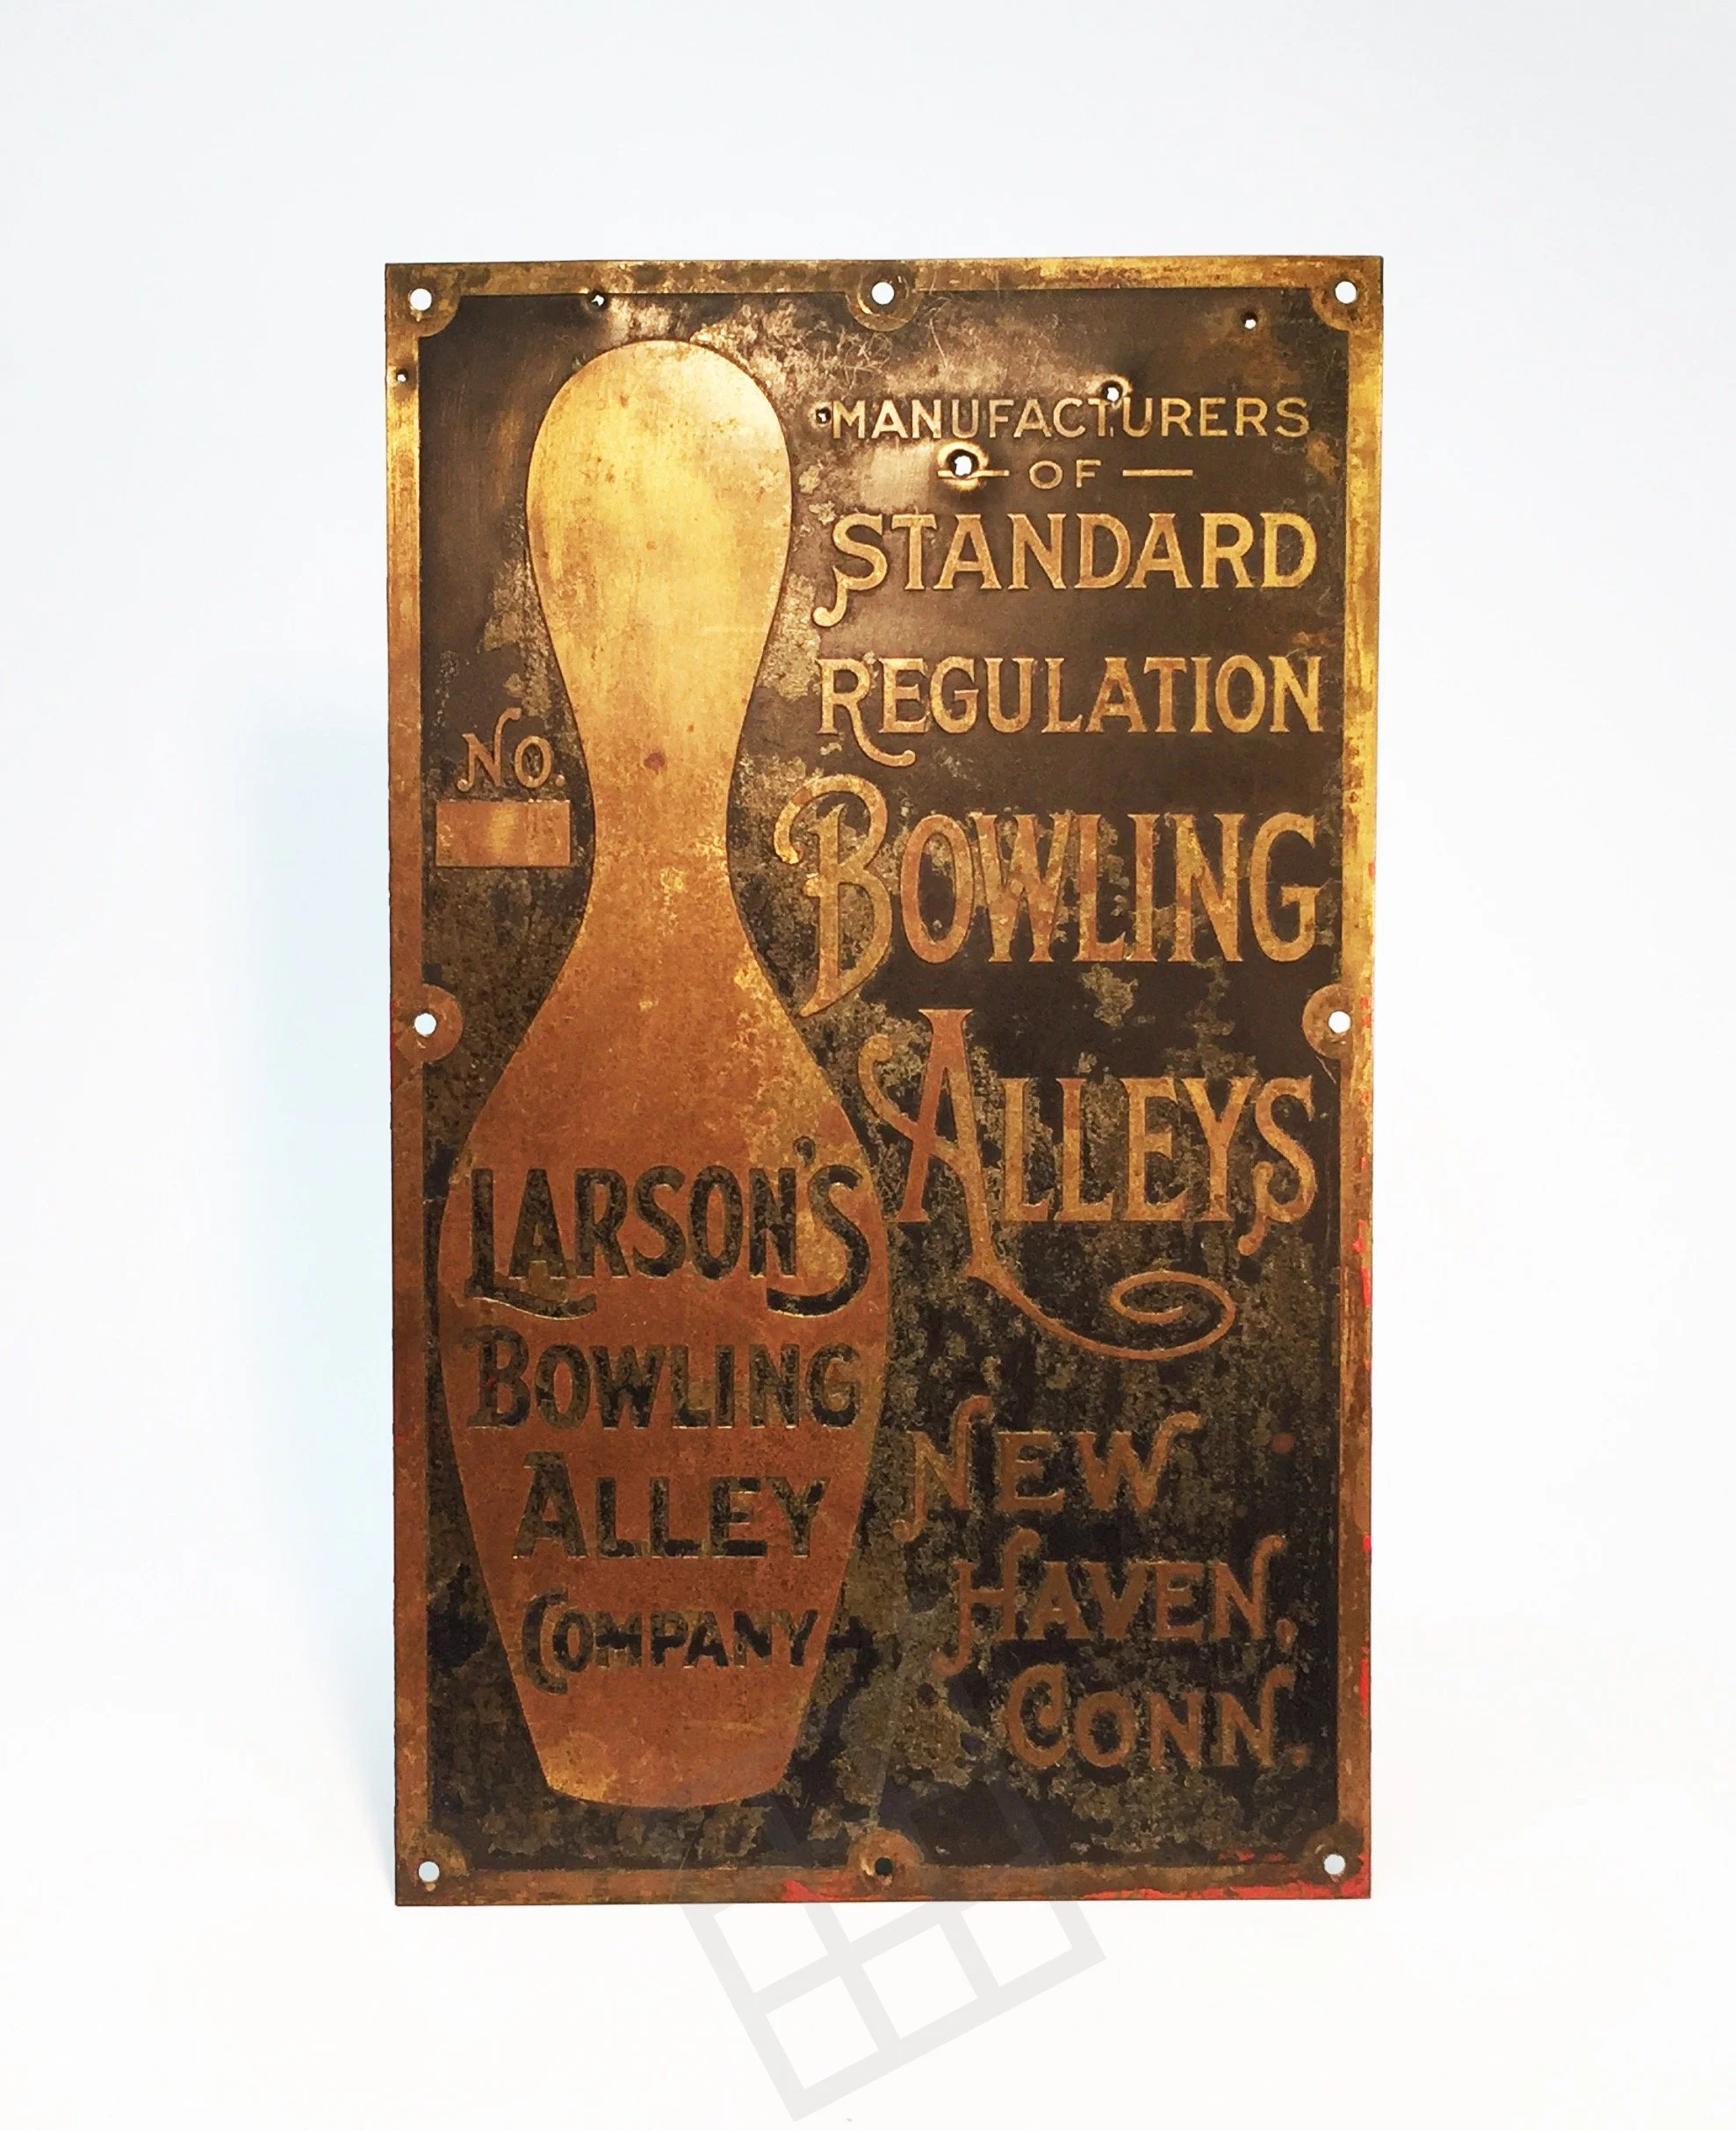 MANUFACTURERS
— OF —
STANDARD
REGULATION
BOWLING
ALLEYS
NEW
HAVEN,
CONN.
No.
LARSON'S
BOWLING
ALLEY
COMPANY